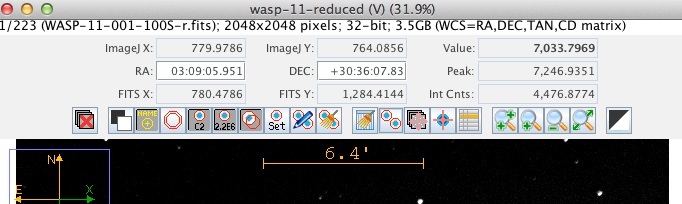 wasp-11-reduced (V) (31.9%)
1/223 (WASP-11-001-100S-r.fits); 2048x2048 pixels; 32-bit; 3.5GB (WCS=RA,DEC,TAN,CD matrix)
ImageJ X: 779.9786 ImageJ Y: 764.0856 Value: 7,033.7969
RA: 03:09:05.951 DEC: +30:36:07.83 Peak: 7,246.9351
FITS X: 780.4786 FITS Y: 1,284.4144 Int Cnts: 4,476.8774
NAME C2 2.2E6 Set
6.4'
N
E X